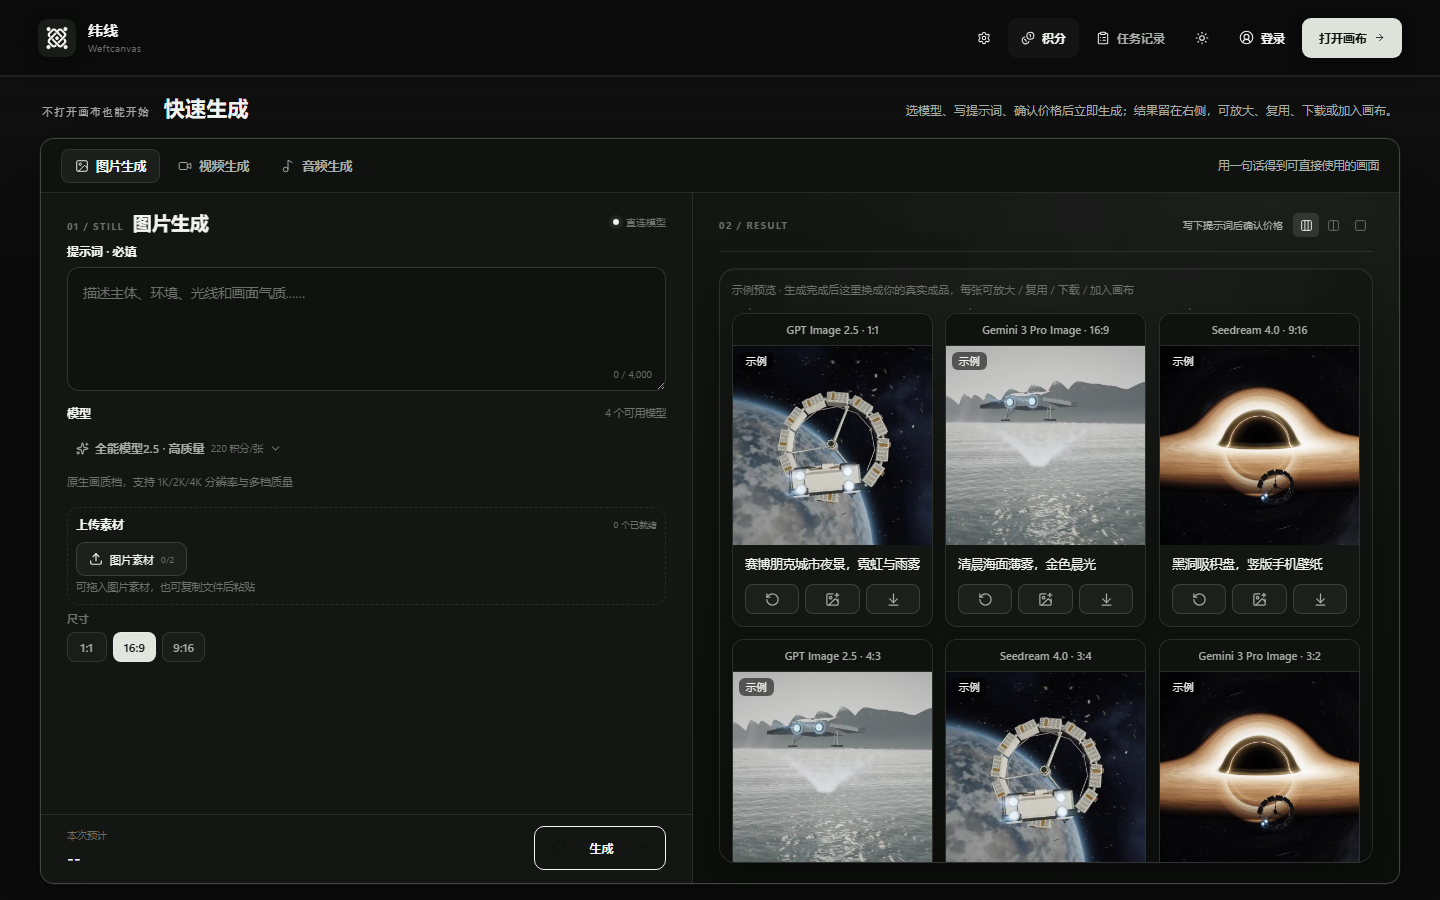 纬线
Weftcanvas
积分
任务记录
登录
打开画布
不打开画布也能开始
快速生成
选模型、写提示词、确认价格后立即生成；结果留在右侧，可放大、复用、下载或加入画布。
图片生成
视频生成
音频生成
用一句话得到可直接使用的画面
01 / STILL
图片生成
直连模型
提示词 · 必填
描述主体、环境、光线和画面气质……
0 / 4,000
模型
4 个可用模型
全能模型2.5 · 高质量
220 积分/张
原生画质档，支持 1K/2K/4K 分辨率与多档质量
上传素材
0 个已就绪
图片素材
0/2
可拖入图片素材，也可复制文件后粘贴
尺寸
1:1
16:9
9:16
本次预计
--
生成
02 / RESULT
写下提示词后确认价格
示例预览 · 生成完成后这里换成你的真实成品，每张可放大 / 复用 / 下载 / 加入画布
GPT Image 2.5 · 1:1
示例
赛博朋克城市夜景，霓虹与雨雾
Gemini 3 Pro Image · 16:9
示例
清晨海面薄雾，金色晨光
Seedream 4.0 · 9:16
示例
黑洞吸积盘，竖版手机壁纸
GPT Image 2.5 · 4:3
示例
Seedream 4.0 · 3:4
示例
Gemini 3 Pro Image · 3:2
示例